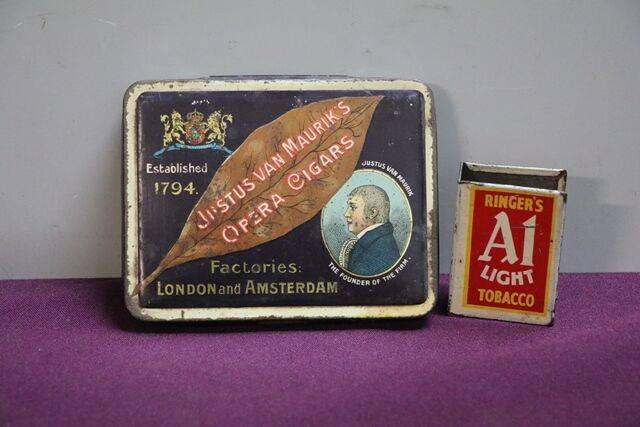 Established
1794.
JUSTUS VAN MAURIK'S
OPERA CIGARS
JUSTUS VAN MAURIK
THE FOUNDER OF THE FIRM.
Factories:
LONDON and AMSTERDAM
RINGER'S
A1
LIGHT
TOBACCO